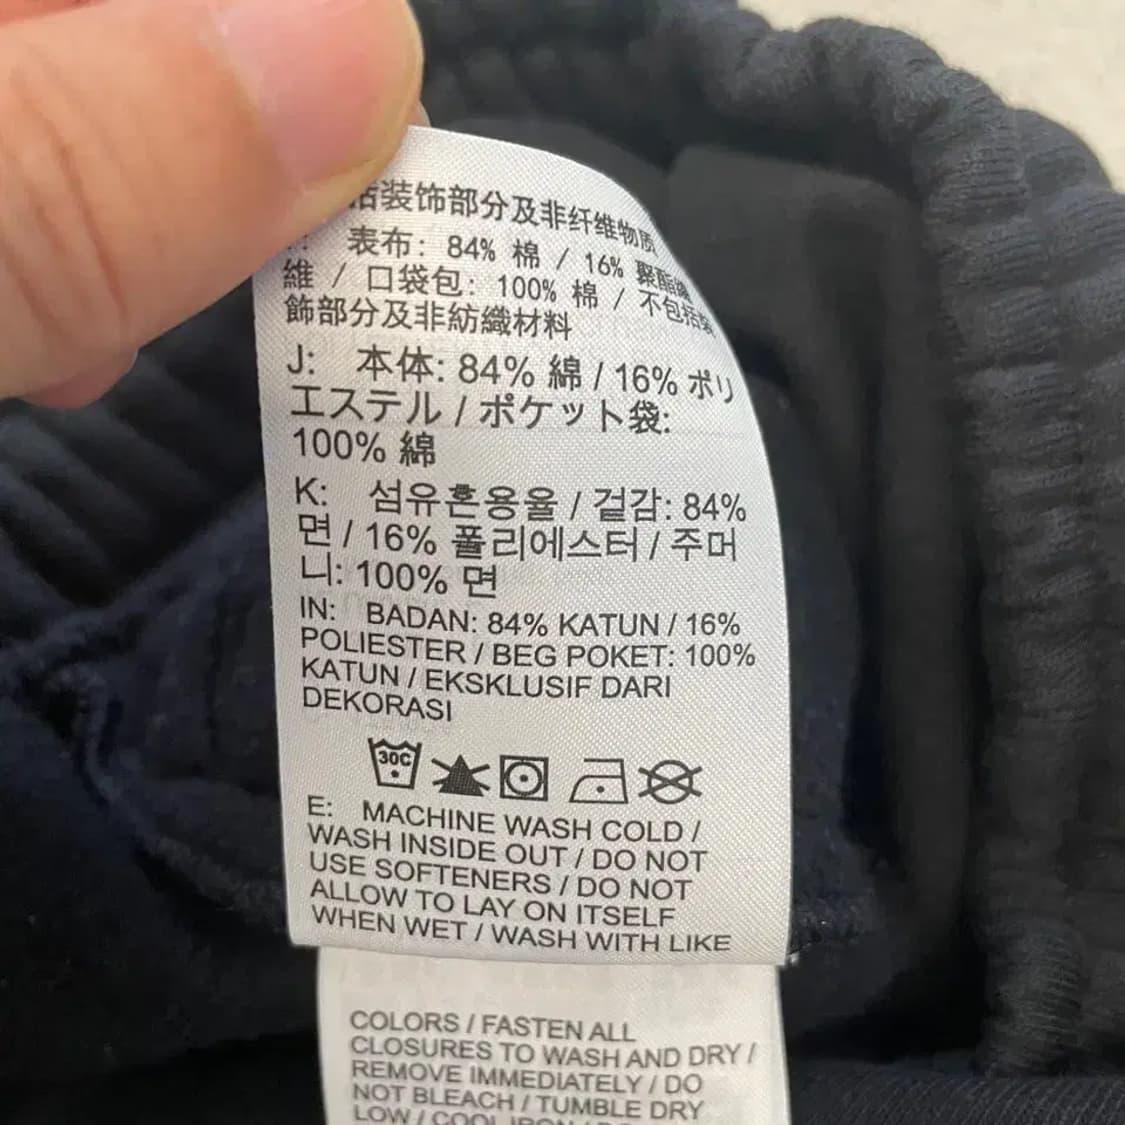 装饰部分及非纤维物质
表布: 84% 棉 / 16% 聚酯纖
維 / 口袋包: 100% 棉 / 不包括裝
飾部分及非紡織材料
J: 本体: 84% 綿 / 16% ポリ
エステル / ポケット袋:
100% 綿
K: 섬유혼용율 / 겉감: 84%
면 / 16% 폴리에스터 / 주머
니: 100% 면
IN: BADAN: 84% KATUN / 16%
POLIESTER / BEG POKET: 100%
KATUN / EKSKLUSIF DARI
DEKORASI
30C
E: MACHINE WASH COLD /
WASH INSIDE OUT / DO NOT
USE SOFTENERS / DO NOT
ALLOW TO LAY ON ITSELF
WHEN WET / WASH WITH LIKE
COLORS / FASTEN ALL
CLOSURES TO WASH AND DRY /
REMOVE IMMEDIATELY / DO
NOT BLEACH / TUMBLE DRY
LOW / COOL IRON /